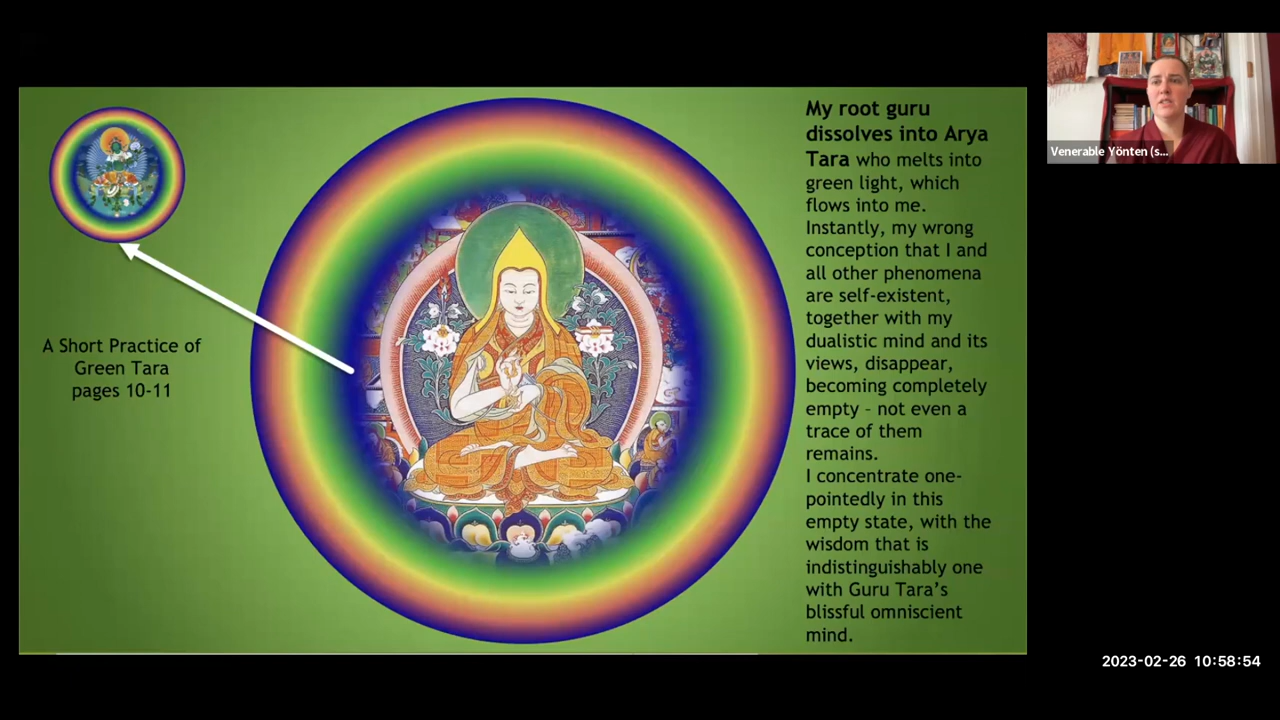 A Short Practice of
Green Tara
pages 10-11
My root guru
dissolves into Arya
Tara who melts into
green light, which
flows into me.
Instantly, my wrong
conception that I and
all other phenomena
are self-existent,
together with my
dualistic mind and its
views, disappear,
becoming completely
empty – not even a
trace of them
remains.
I concentrate one-
pointedly in this
empty state, with the
wisdom that is
indistinguishably one
with Guru Tara's
blissful omniscient
mind.
Venerable Yönten (s...
2023-02-26 10:58:54